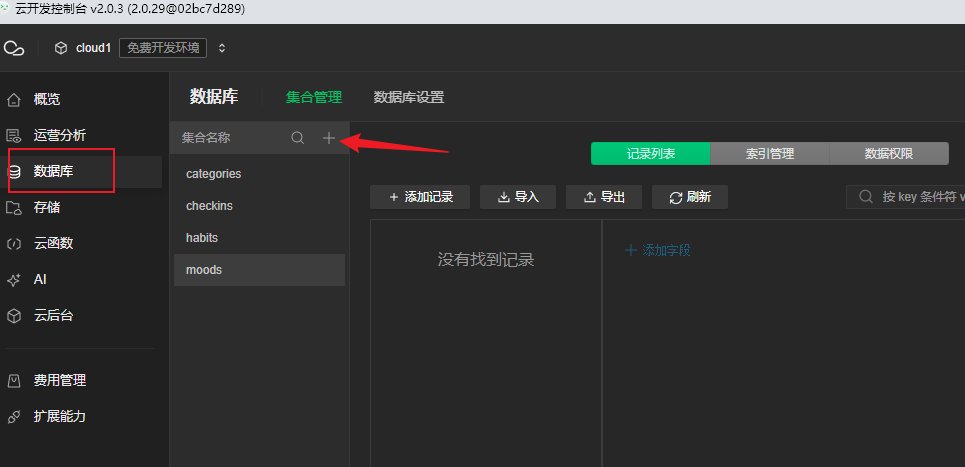 云开发控制台 v2.0.3 (2.0.29@02bc7d289)
cloud1 免费开发环境
概览
运营分析
数据库
存储
云函数
AI
云后台
费用管理
扩展能力
数据库 集合管理 数据库设置
集合名称
categories
checkins
habits
moods
记录列表 索引管理 数据权限
+ 添加记录 导入 导出 刷新 按 key 条件符 v
没有找到记录
+ 添加字段